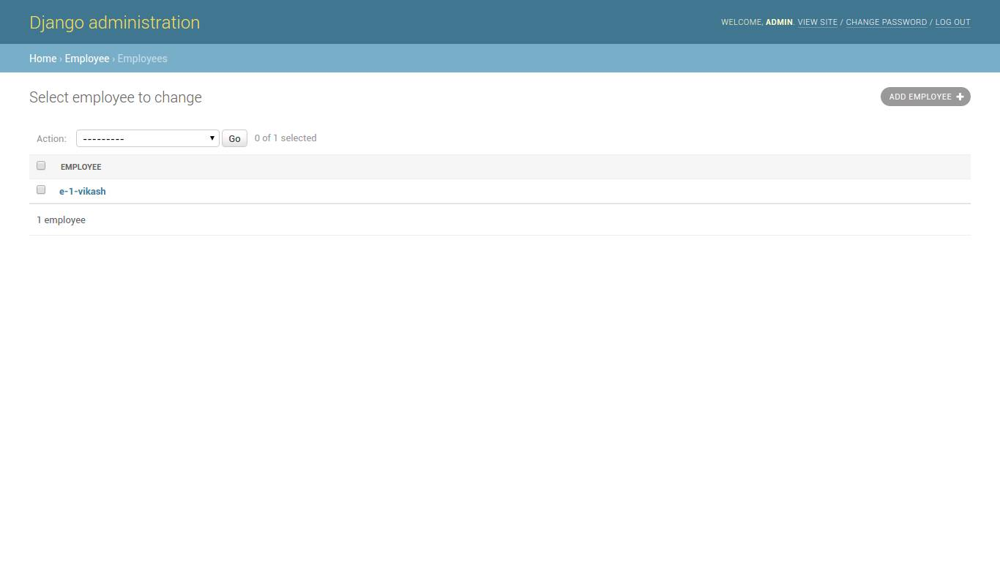 Django administration
WELCOME, ADMIN. VIEW SITE / CHANGE PASSWORD / LOG OUT
Home › Employee › Employees
Select employee to change
ADD EMPLOYEE
Action: --------- Go 0 of 1 selected
EMPLOYEE
e-1-vikash
1 employee